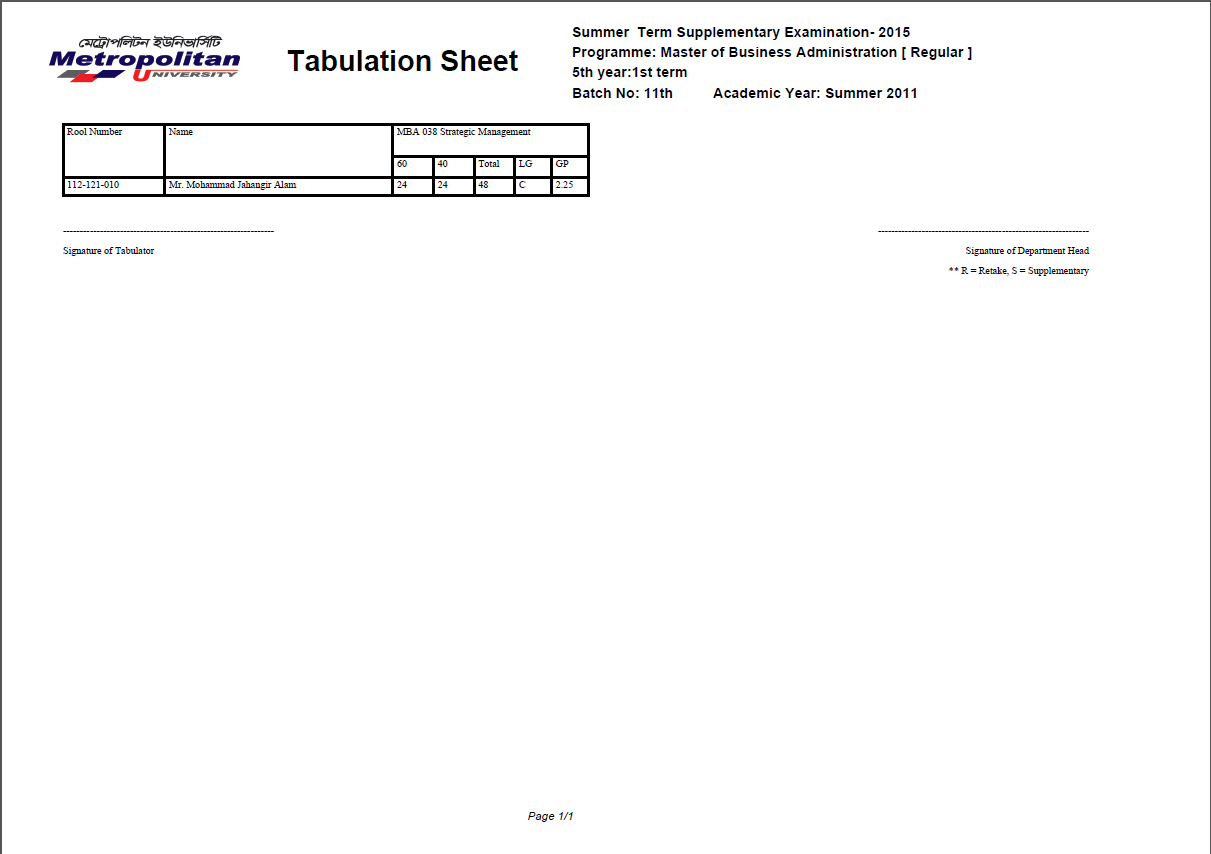 মেট্রোপলিটন ইউনিভার্সিটি
Metropolitan
UNIVERSITY
Tabulation Sheet
Summer Term Supplementary Examination- 2015
Programme: Master of Business Administration [ Regular ]
5th year:1st term
Batch No: 11th Academic Year: Summer 2011
Rool Number Name MBA 038 Strategic Management
60 40 Total LG GP
112-121-010 Mr. Mohammad Jahangir Alam 24 24 48 C 2.25
----------------------------------------------------------------- -----------------------------------------------------------------
Signature of Tabulator Signature of Department Head
** R = Retake, S = Supplementary
Page 1/1